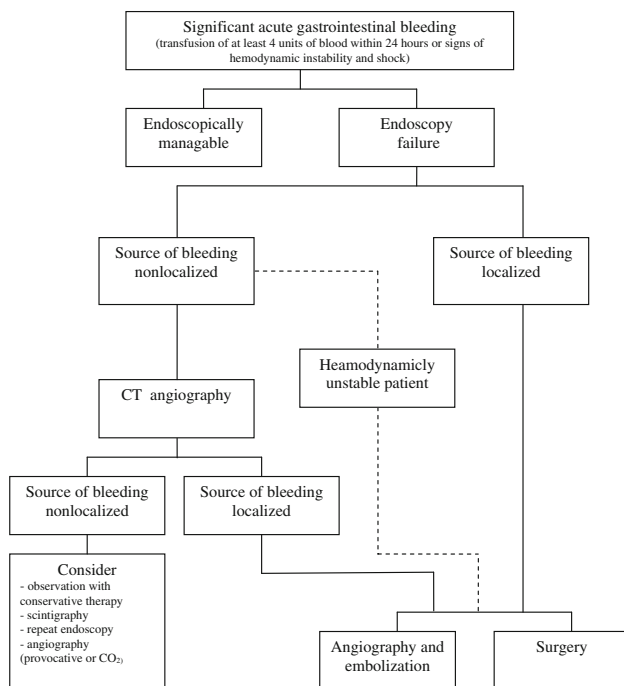 Significant acute gastrointestinal bleeding
(transfusion of at least 4 units of blood within 24 hours or signs of
hemodynamic instability and shock)
Endoscopically
managable
Endoscopy
failure
Source of bleeding
nonlocalized
Source of bleeding
localized
Heamodynamicly
unstable patient
CT angiography
Source of bleeding
nonlocalized
Source of bleeding
localized
Consider
- observation with
conservative therapy
- scintigraphy
- repeat endoscopy
- angiography
(provocative or CO₂)
Angiography and
embolization
Surgery